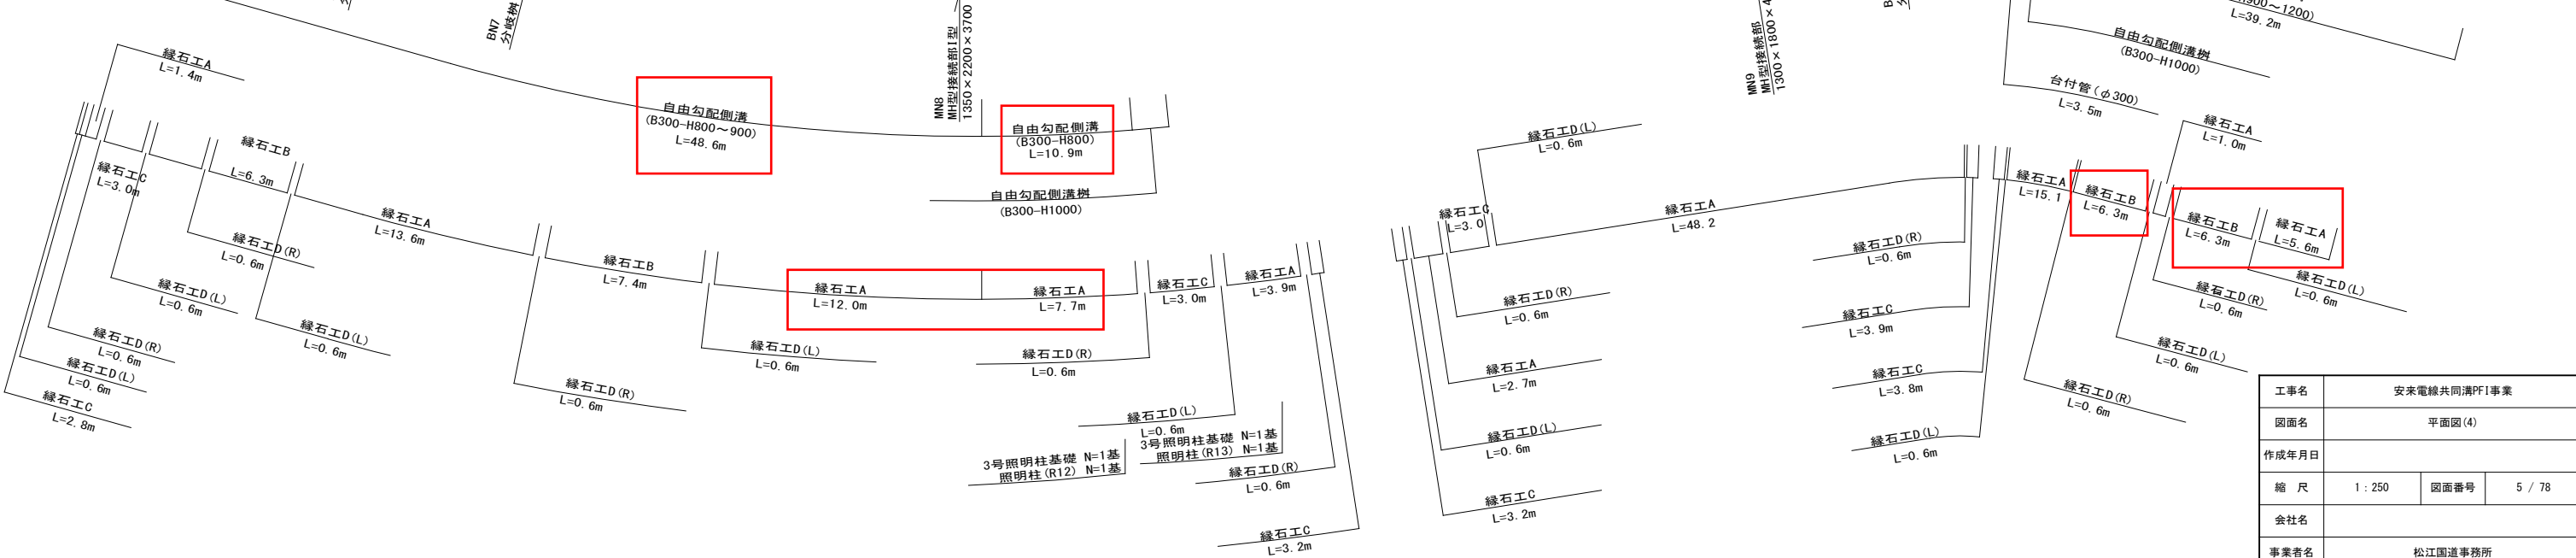 BN7
分岐桝
MN8
MH型接続部I型
1350×2200×3700
MN9
MH型接続部
1300×1800×4
900～1200)
L=39.2m
自由勾配側溝桝
(B300-H1000)
台付管(φ300)
L=3.5m
縁石工A
L=1.4m
自由勾配側溝
(B300-H800～900)
L=48.6m
自由勾配側溝
(B300-H800)
L=10.9m
自由勾配側溝桝
(B300-H1000)
縁石工C
L=3.0m
縁石工B
L=6.3m
縁石工A
L=13.6m
縁石工D(R)
L=0.6m
縁石工D(L)
L=0.6m
縁石工D(L)
L=0.6m
縁石工D(R)
L=0.6m
縁石工D(L)
L=0.6m
縁石工C
L=2.8m
縁石工B
L=7.4m
縁石工D(R)
L=0.6m
縁石工D(L)
L=0.6m
縁石工A
L=12.0m
縁石工A
L=7.7m
縁石工D(R)
L=0.6m
縁石工C
L=3.0m
縁石工A
L=3.9m
縁石工D(L)
L=0.6m
3号照明柱基礎 N=1基
照明柱(R12) N=1基
3号照明柱基礎 N=1基
照明柱(R13) N=1基
縁石工D(R)
L=0.6m
縁石工C
L=3.2m
縁石工D(L)
L=0.6m
縁石工C
L=3.0
縁石工A
L=48.2
縁石工D(R)
L=0.6m
縁石工A
L=2.7m
縁石工D(L)
L=0.6m
縁石工C
L=3.2m
縁石工D(R)
L=0.6m
縁石工C
L=3.9m
縁石工C
L=3.8m
縁石工D(L)
L=0.6m
縁石工A
L=15.1
縁石工B
L=6.3m
縁石工A
L=1.0m
縁石工B
L=6.3m
縁石工A
L=5.6m
縁石工D(L)
L=0.6m
縁石工D(R)
L=0.6m
縁石工D(L)
L=0.6m
縁石工D(R)
L=0.6m
工事名 安来電線共同溝PFI事業
図面名 平面図(4)
作成年月日
縮 尺 1:250 図面番号 5 / 78
会社名
事業者名 松江国道事務所